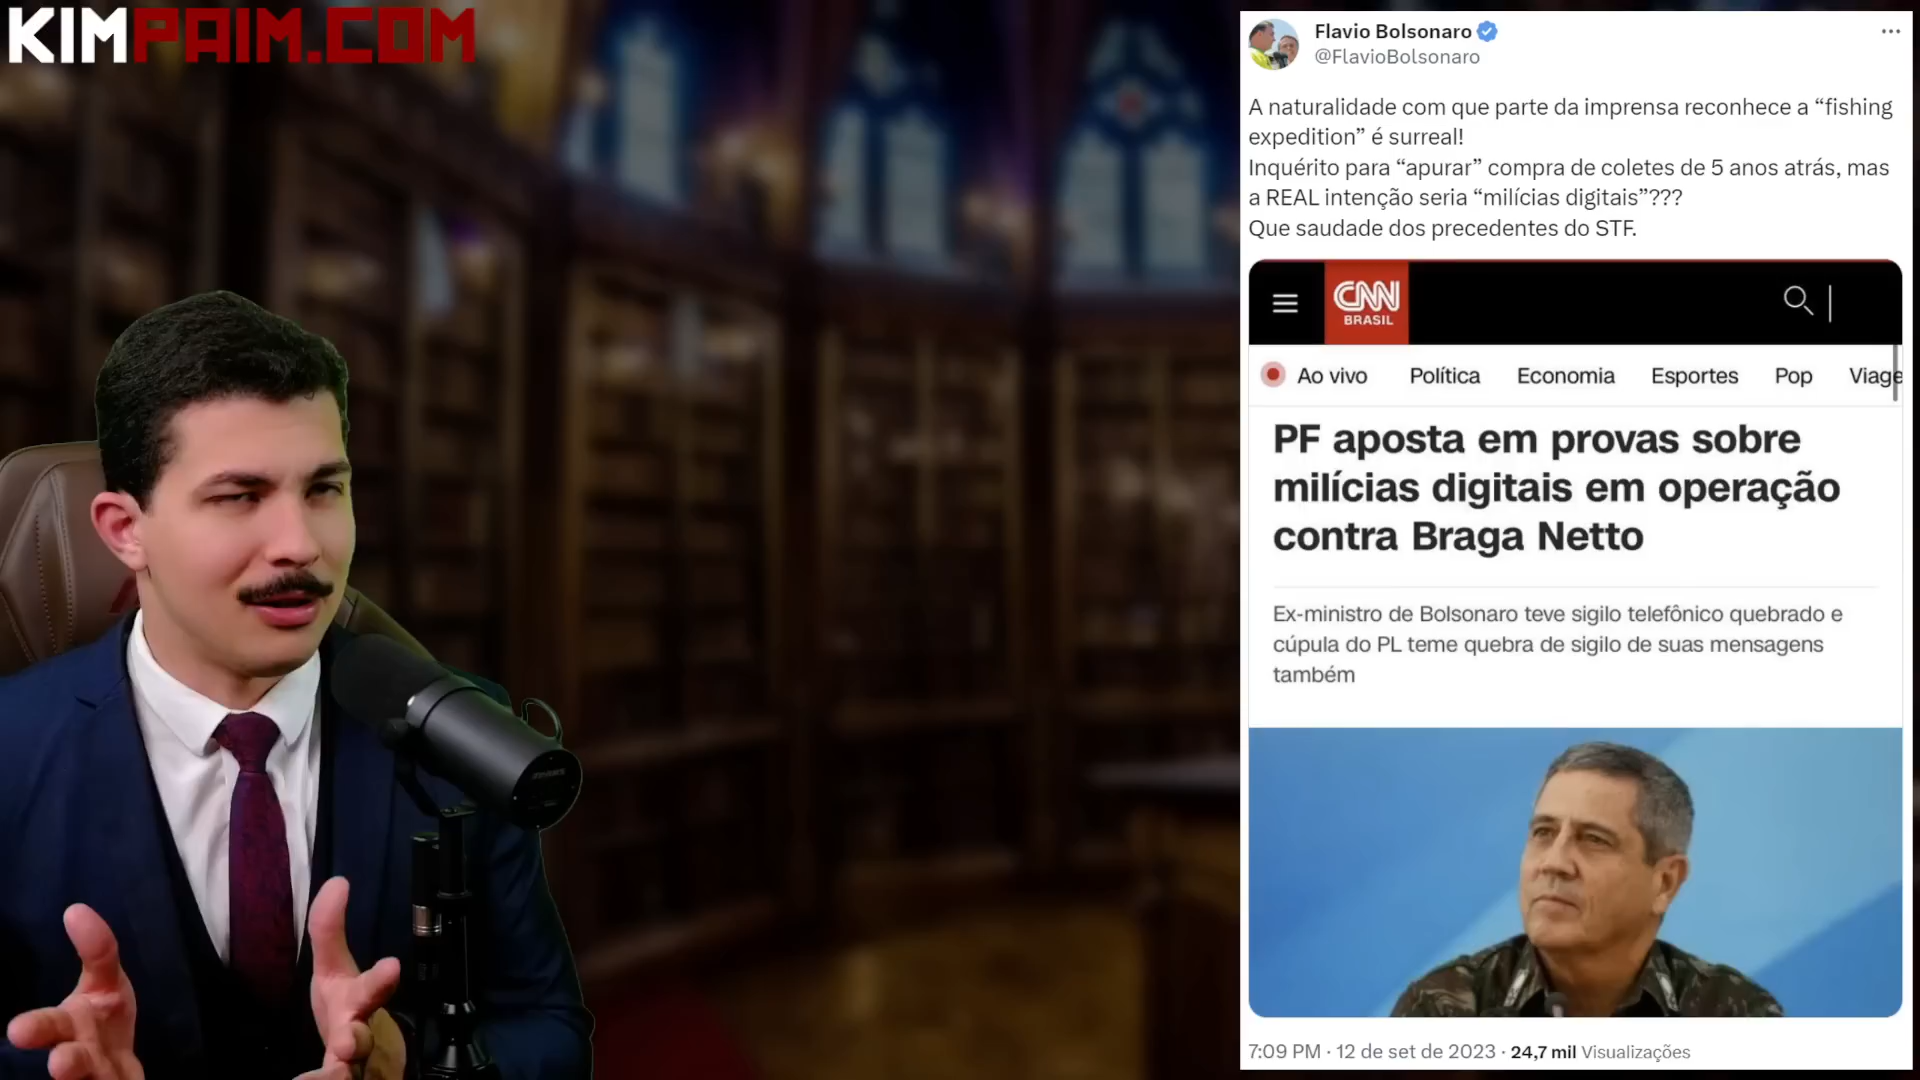 KIMPAIM.COM
Flavio Bolsonaro
@FlavioBolsonaro
A naturalidade com que parte da imprensa reconhece a “fishing
expedition” é surreal!
Inquérito para “apurar” compra de coletes de 5 anos atrás, mas
a REAL intenção seria “milícias digitais”???
Que saudade dos precedentes do STF.
CNN
BRASIL
Ao vivo Política Economia Esportes Pop Viage
PF aposta em provas sobre
milícias digitais em operação
contra Braga Netto
Ex-ministro de Bolsonaro teve sigilo telefônico quebrado e
cúpula do PL teme quebra de sigilo de suas mensagens
também
7:09 PM · 12 de set de 2023 · 24,7 mil Visualizações